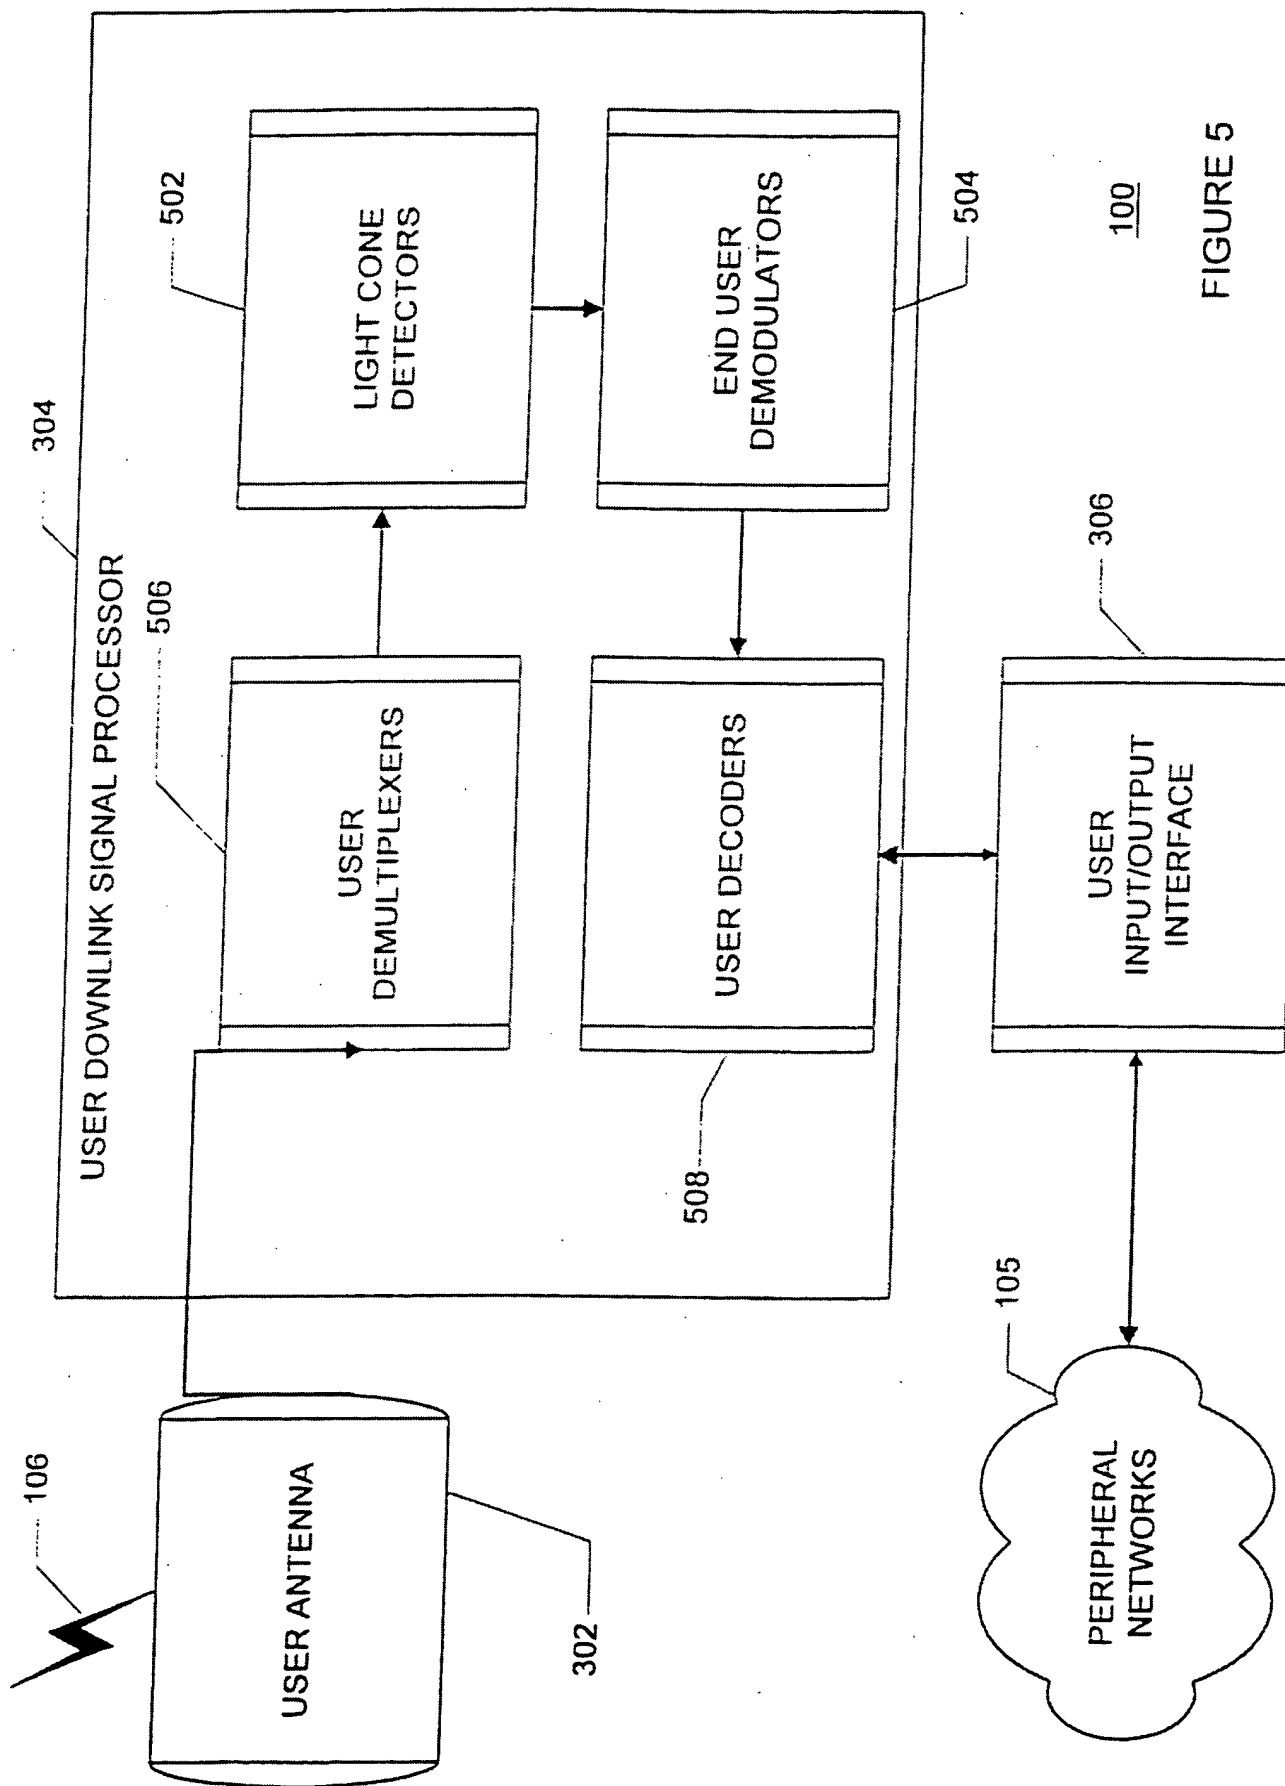 106
USER ANTENNA
302
USER DOWNLINK SIGNAL PROCESSOR
304
506
USER
DEMULTIPLEXERS
502
LIGHT CONE
DETECTORS
508
USER DECODERS
END USER
DEMODULATORS
504
105
PERIPHERAL
NETWORKS
USER
INPUT/OUTPUT
INTERFACE
306
100
FIGURE 5